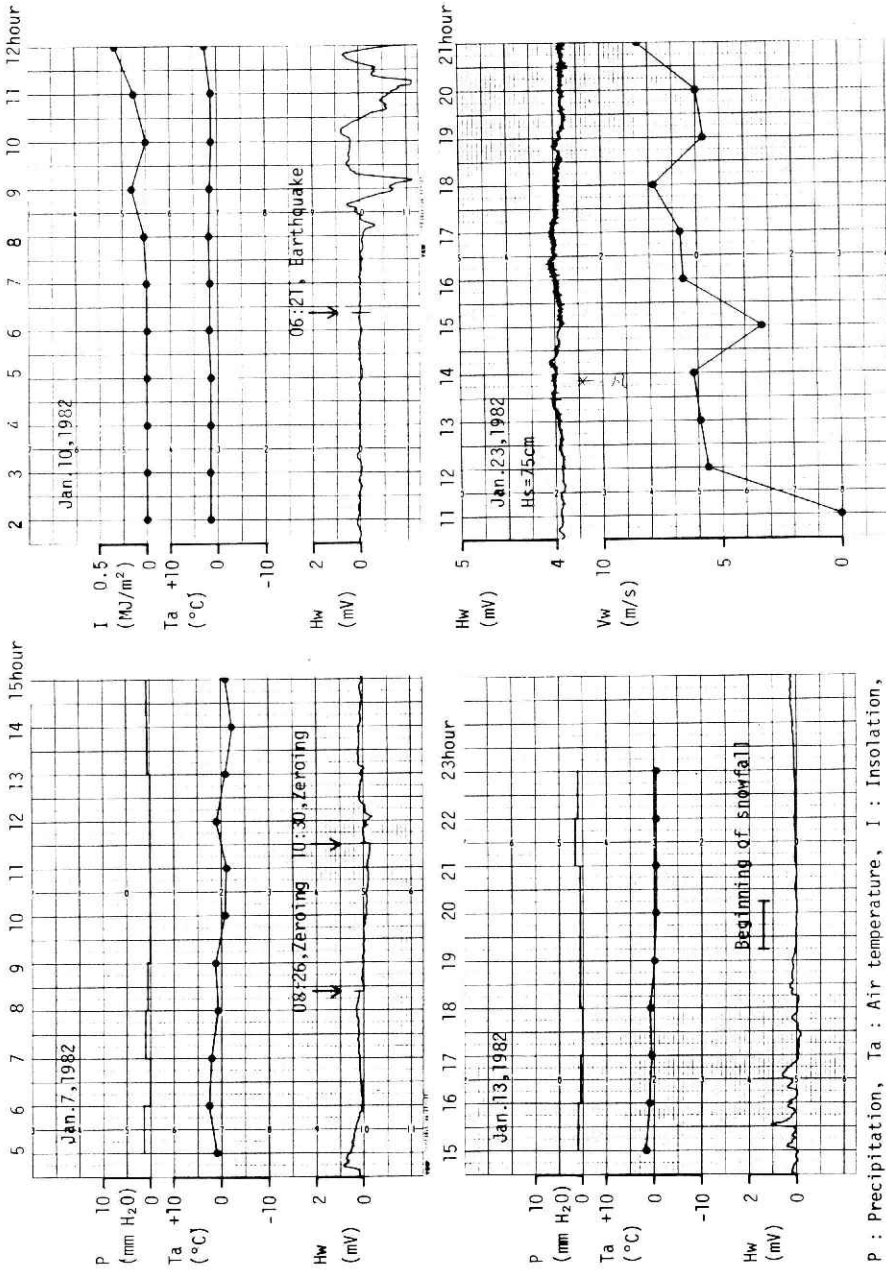 5 6 7 8 9 10 11 12 13 14 15hour
P 10
(mm H₂O) 0
Jan.7,1982
Ta +10
(°C) 0
-10
08:26,Zeroing 10:30,Zeroing
Hw 2
(mV) 0
2 3 4 5 6 7 8 9 10 11 12hour
I 0.5
(MJ/m²) 0
Jan.10,1982
Ta +10
(°C) 0
-10
06:21, Earthquake
Hw 2
(mV) 0
15 16 17 18 19 20 21 22 23hour
P 10
(mm H₂O) 0
Jan.13,1982
Ta +10
(°C) 0
-10
Beginning of snowfall
Hw 2
(mV) 0
11 12 13 14 15 16 17 18 19 20 21hour
Hw 5
(mV) 4
Jan.23,1982
Hs=75cm
Vw 10
(m/s) 5
0
P : Precipitation, Ta : Air temperature, I : Insolation,